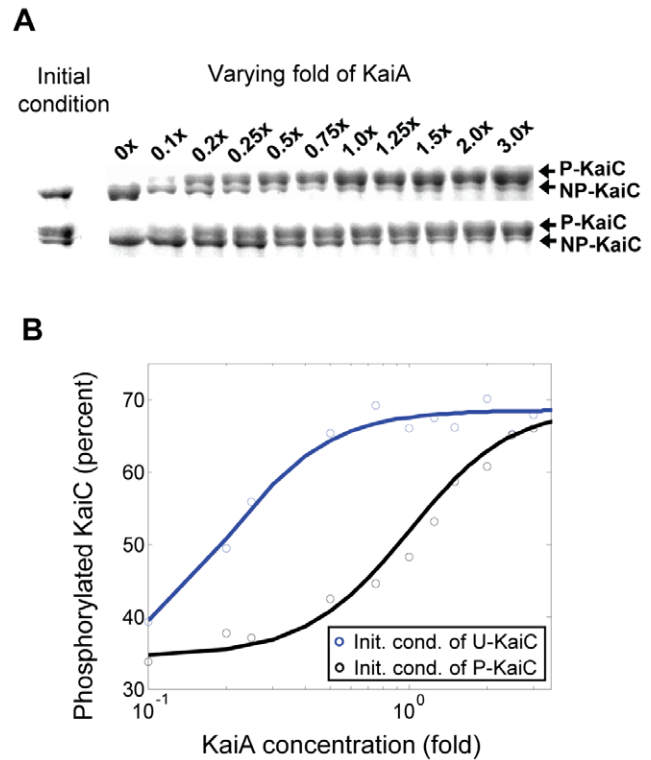 A
Initial
condition
Varying fold of KaiA
0x 0.1x 0.2x 0.25x 0.5x 0.75x 1.0x 1.25x 1.5x 2.0x 3.0x
P-KaiC
NP-KaiC
P-KaiC
NP-KaiC
B
Phosphorylated KaiC (percent)
70
60
50
40
30
10⁻¹ 10⁰
KaiA concentration (fold)
Init. cond. of U-KaiC
Init. cond. of P-KaiC